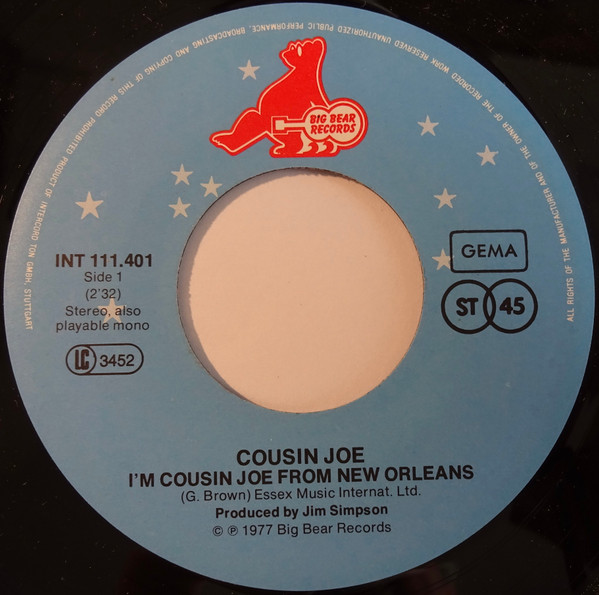 ALL RIGHTS OF THE MANUFACTURER AND OF THE OWNER OF THE RECORDED WORK RESERVED UNAUTHORIZED PUBLIC PERFORMANCE, BROADCASTING AND COPYING OF THIS RECORD PROHIBITED PRODUCT OF INTERCORD TON GMBH, STUTTGART
BIG BEAR
RECORDS
INT 111.401
Side 1
(2'32)
Stereo, also
playable mono
LC 3452
GEMA
ST 45
COUSIN JOE
I'M COUSIN JOE FROM NEW ORLEANS
(G. Brown) Essex Music Internat. Ltd.
Produced by Jim Simpson
© ℗ 1977 Big Bear Records